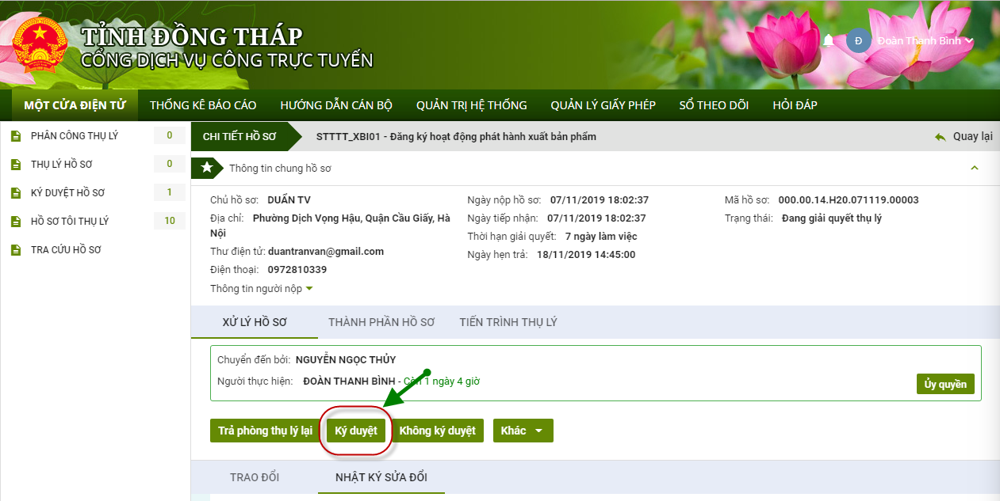 TỈNH ĐỒNG THÁP
CỔNG DỊCH VỤ CÔNG TRỰC TUYẾN
Đ Đoàn Thanh Bình
MỘT CỬA ĐIỆN TỬ THỐNG KÊ BÁO CÁO HƯỚNG DẪN CÁN BỘ QUẢN TRỊ HỆ THỐNG QUẢN LÝ GIẤY PHÉP SỔ THEO DÕI HỎI ĐÁP
PHÂN CÔNG THỤ LÝ 0
THỤ LÝ HỒ SƠ 0
KÝ DUYỆT HỒ SƠ 1
HỒ SƠ TÔI THỤ LÝ 10
TRA CỨU HỒ SƠ
CHI TIẾT HỒ SƠ STTTT_XBI01 - Đăng ký hoạt động phát hành xuất bản phẩm Quay lại
Thông tin chung hồ sơ
Chủ hồ sơ: DUẨN TV
Địa chỉ: Phường Dịch Vọng Hậu, Quận Cầu Giấy, Hà
Nội
Thư điện tử: duantranvan@gmail.com
Điện thoại: 0972810339
Thông tin người nộp
Ngày nộp hồ sơ: 07/11/2019 18:02:37
Ngày tiếp nhận: 07/11/2019 18:02:37
Thời hạn giải quyết: 7 ngày làm việc
Ngày hẹn trả: 18/11/2019 14:45:00
Mã hồ sơ: 000.00.14.H20.071119.00003
Trạng thái: Đang giải quyết thụ lý
XỬ LÝ HỒ SƠ THÀNH PHẦN HỒ SƠ TIẾN TRÌNH THỤ LÝ
Chuyển đến bởi: NGUYỄN NGỌC THỦY
Người thực hiện: ĐOÀN THANH BÌNH - Còn 1 ngày 4 giờ
Ủy quyền
Trả phòng thụ lý lại Ký duyệt Không ký duyệt Khác
TRAO ĐỔI NHẬT KÝ SỬA ĐỔI